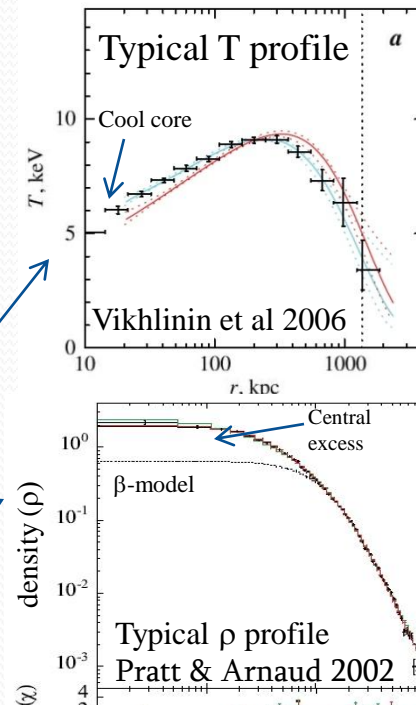 Typical T profile
a
Cool core
10
5
0
T, keV
Vikhlinin et al 2006
10
100
1000
r, kpc
Central
excess
10⁰
β-model
10⁻¹
density (ρ)
10⁻²
Typical ρ profile
Pratt & Arnaud 2002
10⁻³
(χ)
4